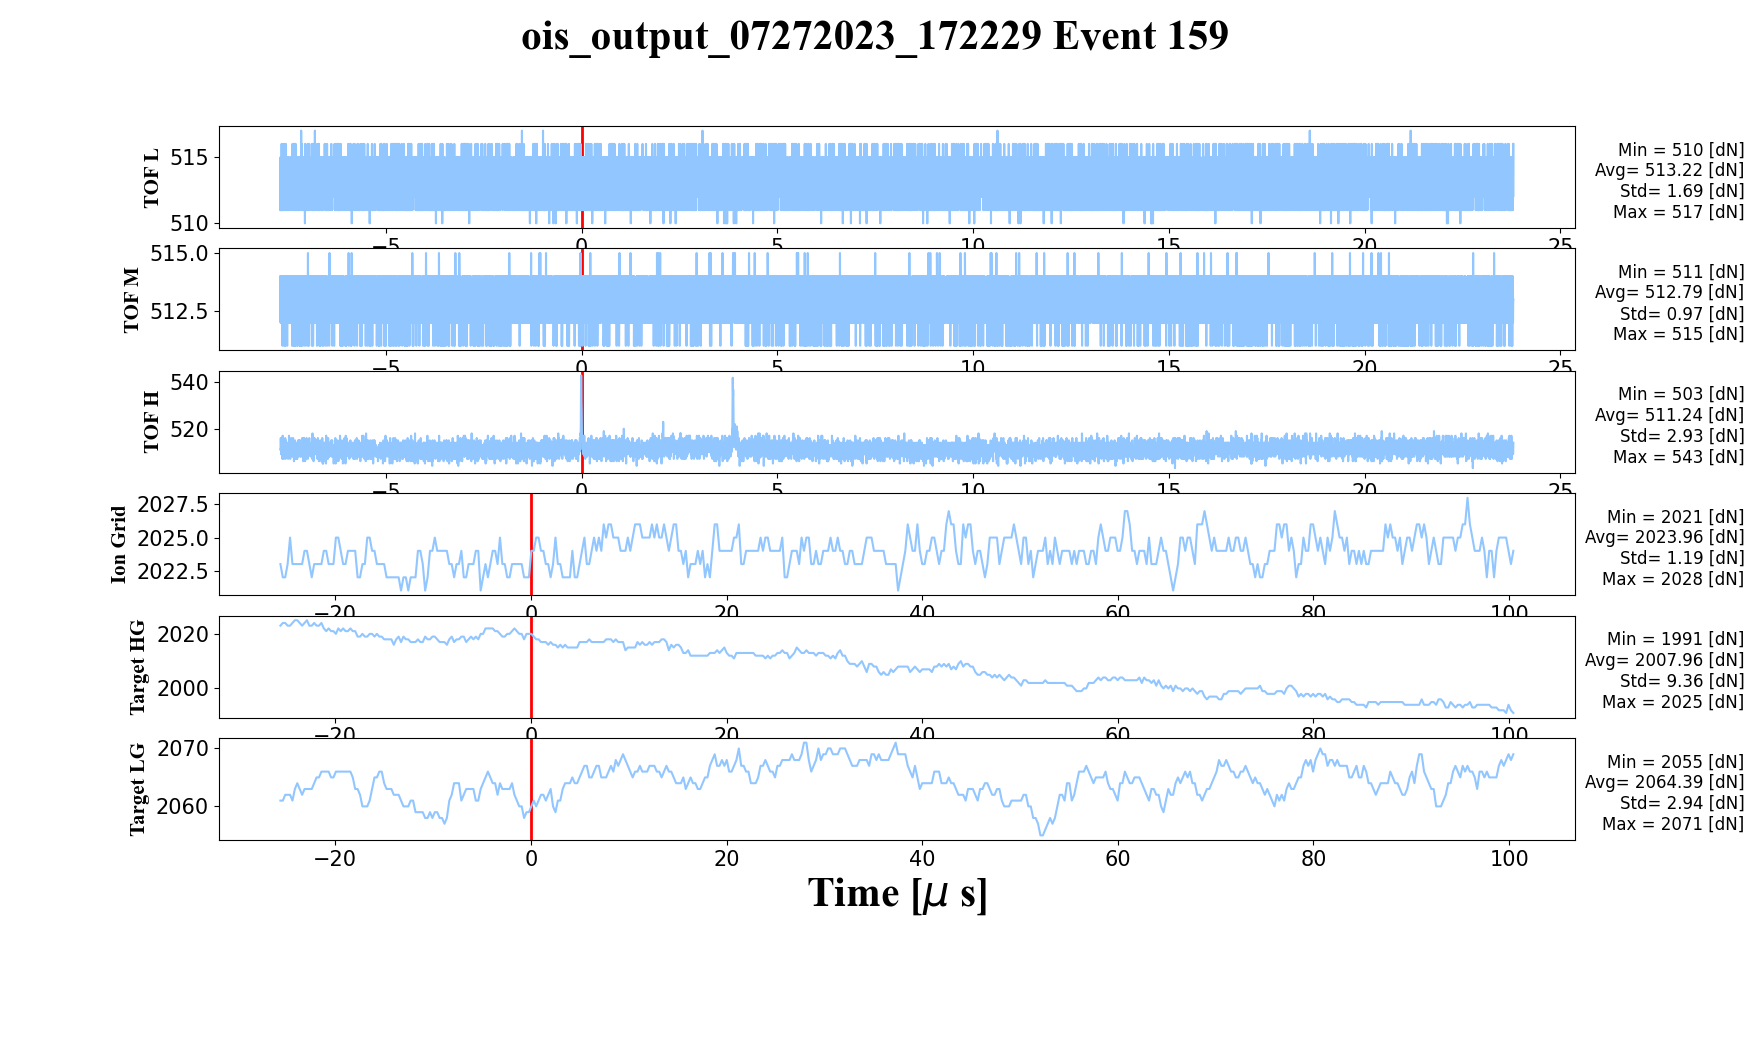 ois_output_07272023_172229 Event 159
TOF L
515
510
Min = 510 [dN]
Avg= 513.22 [dN]
Std= 1.69 [dN]
Max = 517 [dN]
−5 0 5 10 15 20 25
TOF M
515.0
512.5
Min = 511 [dN]
Avg= 512.79 [dN]
Std= 0.97 [dN]
Max = 515 [dN]
−5 0 5 10 15 20 25
TOF H
540
520
Min = 503 [dN]
Avg= 511.24 [dN]
Std= 2.93 [dN]
Max = 543 [dN]
−5 0 5 10 15 20 25
Ion Grid
2027.5
2025.0
2022.5
Min = 2021 [dN]
Avg= 2023.96 [dN]
Std= 1.19 [dN]
Max = 2028 [dN]
−20 0 20 40 60 80 100
Target HG
2020
2000
Min = 1991 [dN]
Avg= 2007.96 [dN]
Std= 9.36 [dN]
Max = 2025 [dN]
−20 0 20 40 60 80 100
Target LG
2070
2060
Min = 2055 [dN]
Avg= 2064.39 [dN]
Std= 2.94 [dN]
Max = 2071 [dN]
−20 0 20 40 60 80 100
Time [μ s]